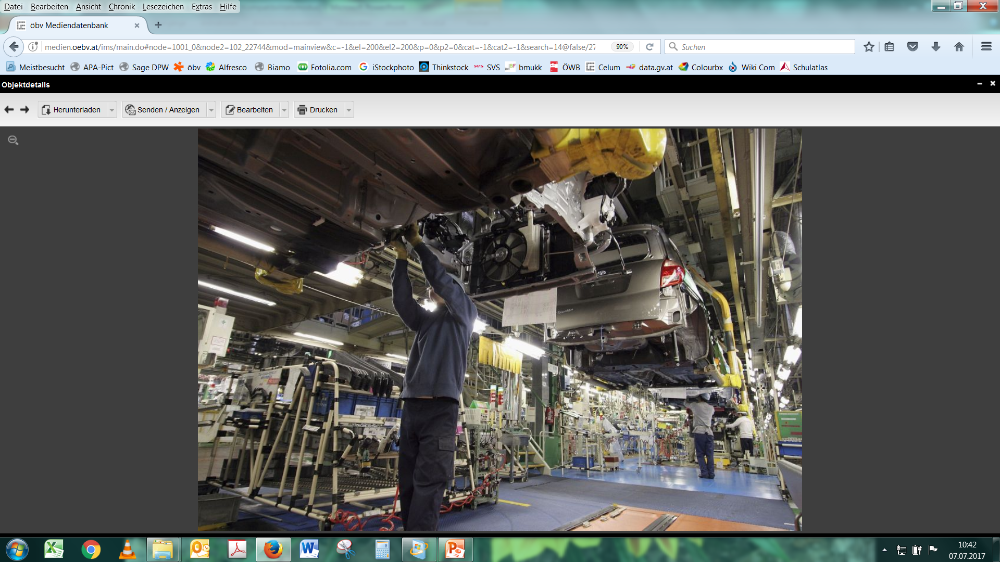 Datei Bearbeiten Ansicht Chronik Lesezeichen Extras Hilfe
öbv Mediendatenbank
medien.oebv.at/ims/main.do#node=1001_0&node2=102_22744&mod=mainview&c=-1&el=200&el2=200&p=0&p2=0&cat=-1&cat2=-1&search=14@false/27 90% Suchen
Meistbesucht APA-Pict Sage DPW öbv Alfresco Biamo Fotolia.com iStockphoto Thinkstock SVS bmukk ÖWB Celum data.gv.at Colourbx Wiki Com Schulatlas
Objektdetails
Herunterladen Senden / Anzeigen Bearbeiten Drucken
10:42
07.07.2017